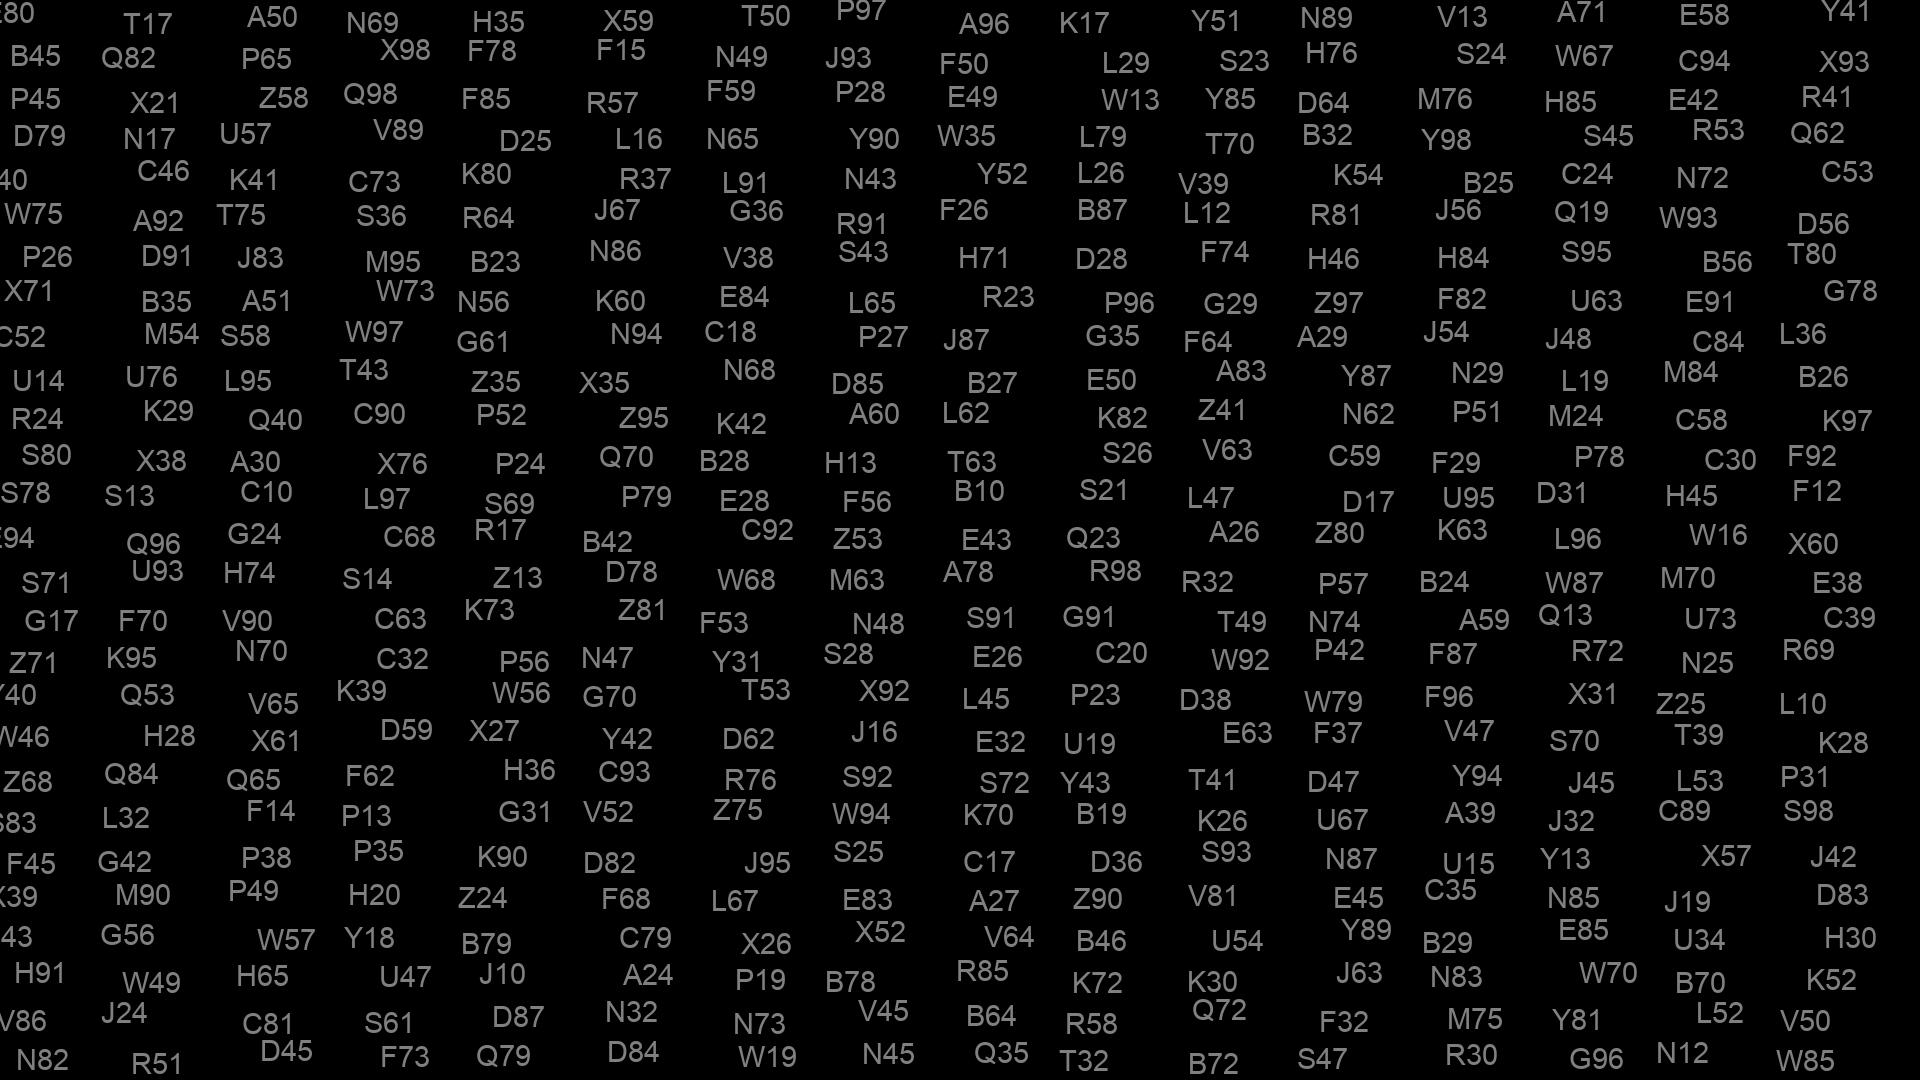 T17 A50 N69 H35 X59 T50 P97 A96 K17 Y51 N89 V13 A71 E58 Y41
B45 Q82 P65 X98 F78 F15 N49 J93 F50 L29 S23 H76 S24 W67 C94 X93
P45 X21 Z58 Q98 F85 R57 F59 P28 E49 W13 Y85 D64 M76 H85 E42 R41
D79 N17 U57 V89 D25 L16 N65 Y90 W35 L79 T70 B32 Y98 S45 R53 Q62
C46 K41 C73 K80 R37 L91 N43 Y52 L26 V39 K54 B25 C24 N72 C53
W75 A92 T75 S36 R64 J67 G36 R91 F26 B87 L12 R81 J56 Q19 W93 D56
P26 D91 J83 M95 B23 N86 V38 S43 H71 D28 F74 H46 H84 S95 B56 T80
X71 B35 A51 W73 N56 K60 E84 L65 R23 P96 G29 Z97 F82 U63 E91 G78
C52 M54 S58 W97 G61 N94 C18 P27 J87 G35 F64 A29 J54 J48 C84 L36
U14 U76 L95 T43 Z35 X35 N68 D85 B27 E50 A83 Y87 N29 L19 M84 B26
R24 K29 Q40 C90 P52 Z95 K42 A60 L62 K82 Z41 N62 P51 M24 C58 K97
S80 X38 A30 X76 P24 Q70 B28 H13 T63 S26 V63 C59 F29 P78 C30 F92
S78 S13 C10 L97 S69 P79 E28 F56 B10 S21 L47 D17 U95 D31 H45 F12
E94 Q96 G24 C68 R17 B42 C92 Z53 E43 Q23 A26 Z80 K63 L96 W16 X60
S71 U93 H74 S14 Z13 D78 W68 M63 A78 R98 R32 P57 B24 W87 M70 E38
G17 F70 V90 C63 K73 Z81 F53 N48 S91 G91 T49 N74 A59 Q13 U73 C39
Z71 K95 N70 C32 P56 N47 Y31 S28 E26 C20 W92 P42 F87 R72 N25 R69
Y40 Q53 V65 K39 W56 G70 T53 X92 L45 P23 D38 W79 F96 X31 Z25 L10
W46 H28 X61 D59 X27 Y42 D62 J16 E32 U19 E63 F37 V47 S70 T39 K28
Z68 Q84 Q65 F62 H36 C93 R76 S92 S72 Y43 T41 D47 Y94 J45 L53 P31
S83 L32 F14 P13 G31 V52 Z75 W94 K70 B19 K26 U67 A39 J32 C89 S98
F45 G42 P38 P35 K90 D82 J95 S25 C17 D36 S93 N87 U15 Y13 X57 J42
M90 P49 H20 Z24 F68 L67 E83 A27 Z90 V81 E45 C35 N85 J19 D83
G56 W57 Y18 B79 C79 X26 X52 V64 B46 U54 Y89 B29 E85 U34 H30
H91 W49 H65 U47 J10 A24 P19 B78 R85 K72 K30 J63 N83 W70 B70 K52
V86 J24 C81 S61 D87 N32 N73 V45 B64 R58 Q72 F32 M75 Y81 L52 V50
N82 R51 D45 F73 Q79 D84 W19 N45 Q35 T32 B72 S47 R30 G96 N12 W85